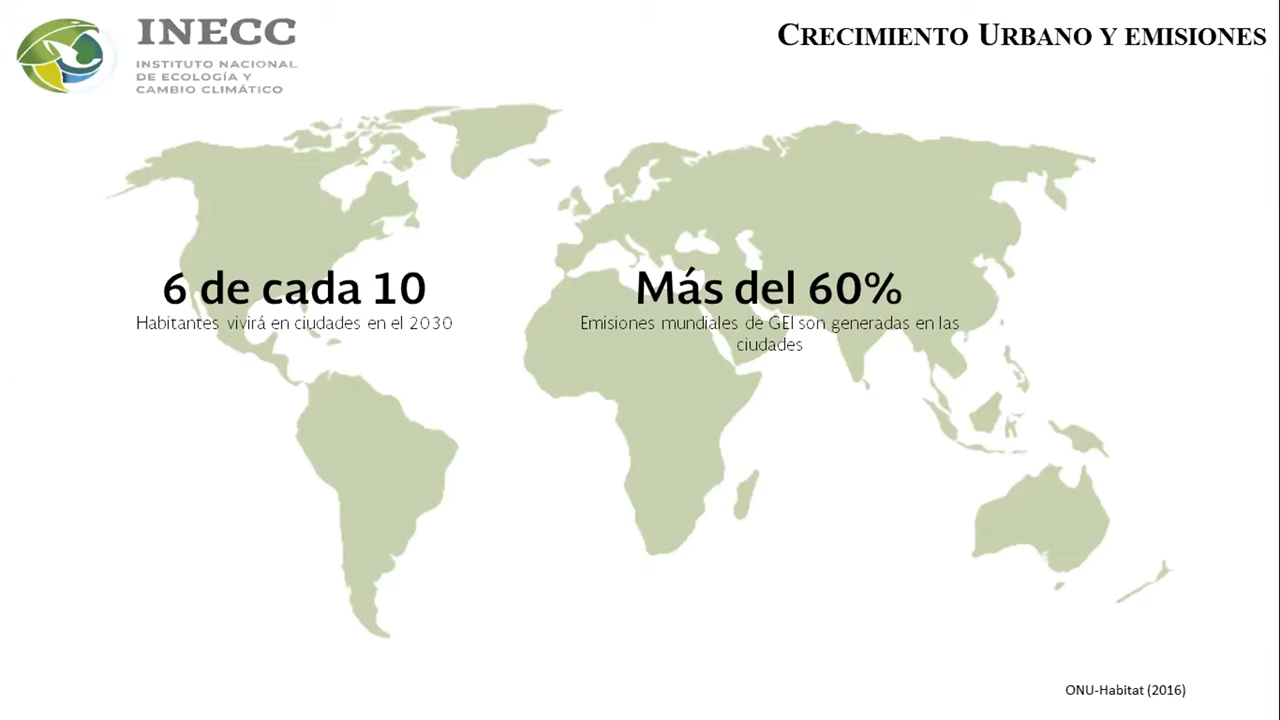 INECC
INSTITUTO NACIONAL
DE ECOLOGÍA Y
CAMBIO CLIMÁTICO
CRECIMIENTO URBANO Y EMISIONES
6 de cada 10
Habitantes vivirá en ciudades en el 2030
Más del 60%
Emisiones mundiales de GEI son generadas en las
ciudades
ONU-Habitat (2016)